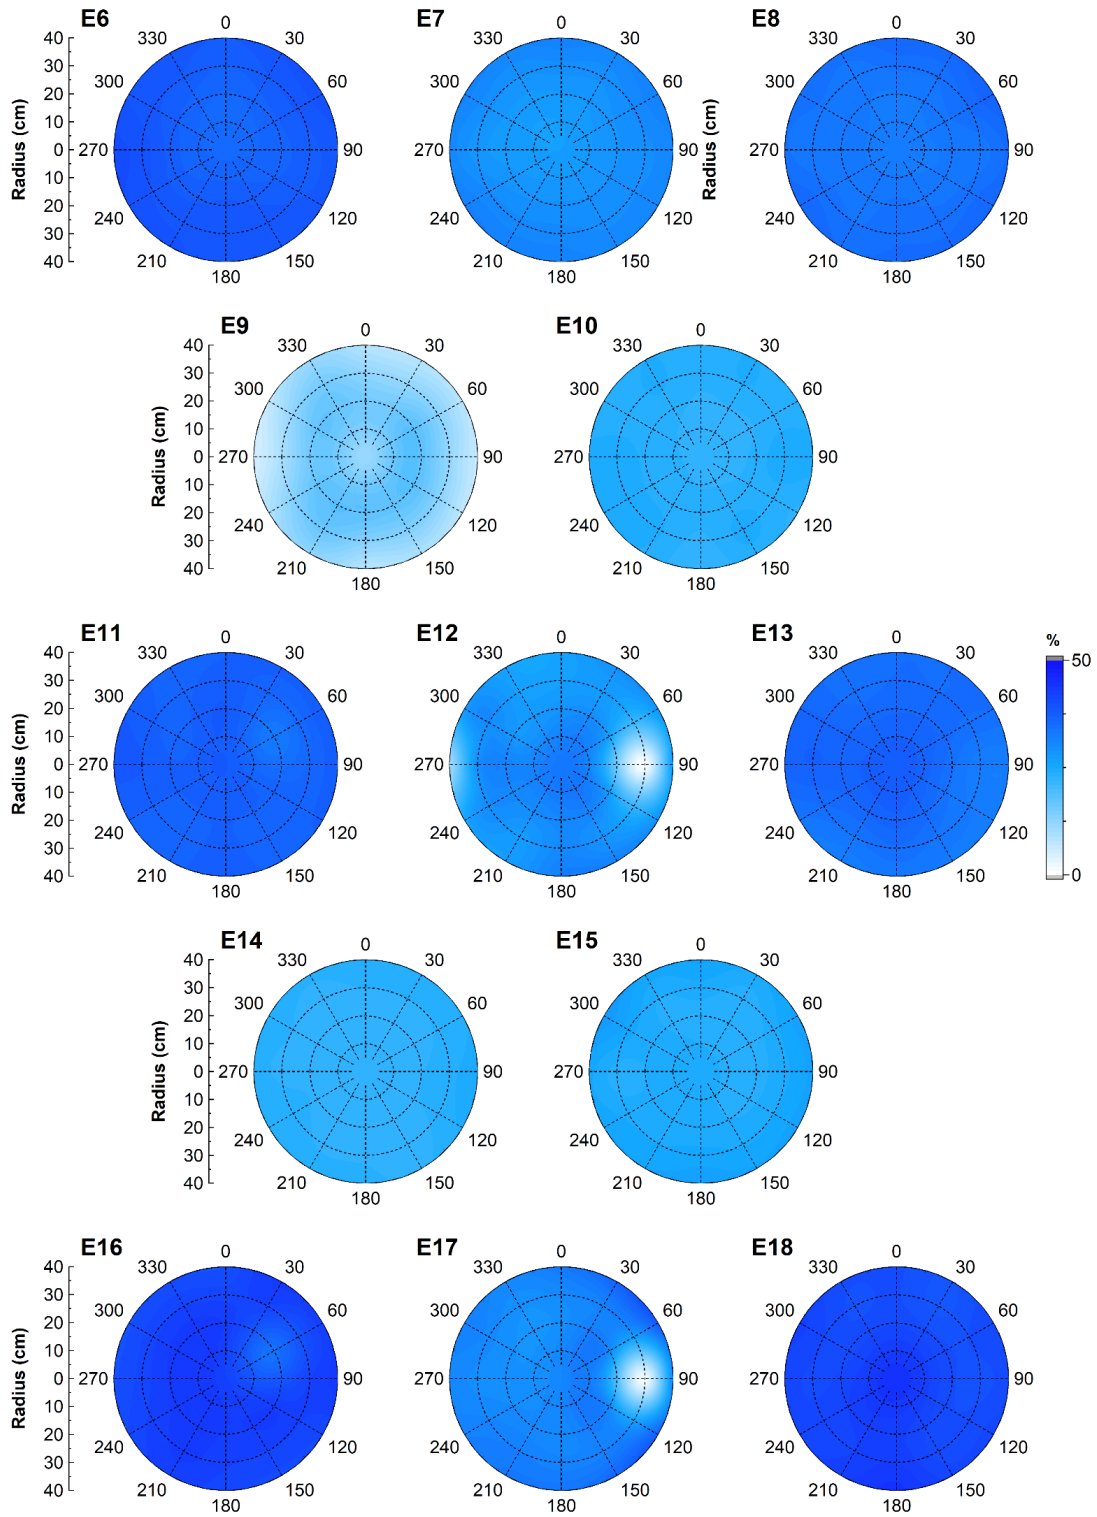 E6 E7 E8
0 0 0
330 30 330 30 330 30
300 60 300 60 300 60
270 90 270 90 270 90
240 120 240 120 240 120
210 150 210 150 210 150
180 180 180
40 30 20 10 0 10 20 30 40
Radius (cm)
Radius (cm)
E9 E10
0 0
330 30 330 30
300 60 300 60
270 90 270 90
240 120 240 120
210 150 210 150
180 180
40 30 20 10 0 10 20 30 40
Radius (cm)
E11 E12 E13
0 0 0
330 30 330 30 330 30
300 60 300 60 300 60
270 90 270 90 270 90
240 120 240 120 240 120
210 150 210 150 210 150
180 180 180
40 30 20 10 0 10 20 30 40
Radius (cm)
%
50
0
E14 E15
0 0
330 30 330 30
300 60 300 60
270 90 270 90
240 120 240 120
210 150 210 150
180 180
40 30 20 10 0 10 20 30 40
Radius (cm)
E16 E17 E18
0 0 0
330 30 330 30 330 30
300 60 300 60 300 60
270 90 270 90 270 90
240 120 240 120 240 120
210 150 210 150 210 150
180 180 180
40 30 20 10 0 10 20 30 40
Radius (cm)